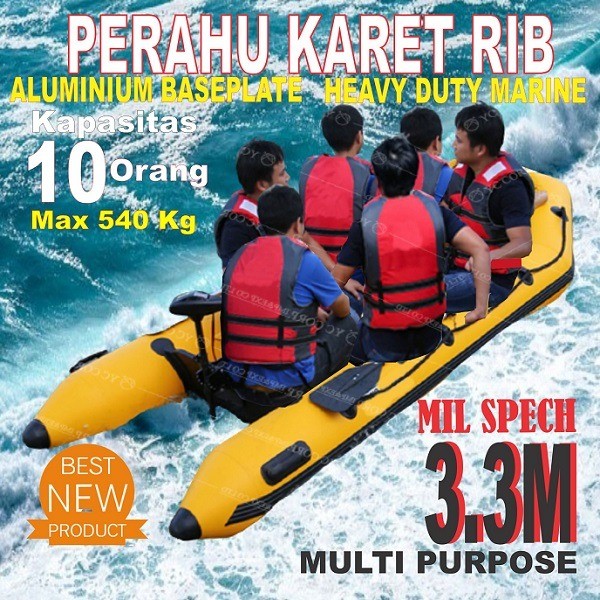 PERAHU KARET RIB
ALUMINIUM BASEPLATE HEAVY DUTY MARINE
Kapasitas
10 Orang
Max 540 Kg
MIL SPECH
3.3M
MULTI PURPOSE
BEST
NEW
PRODUCT